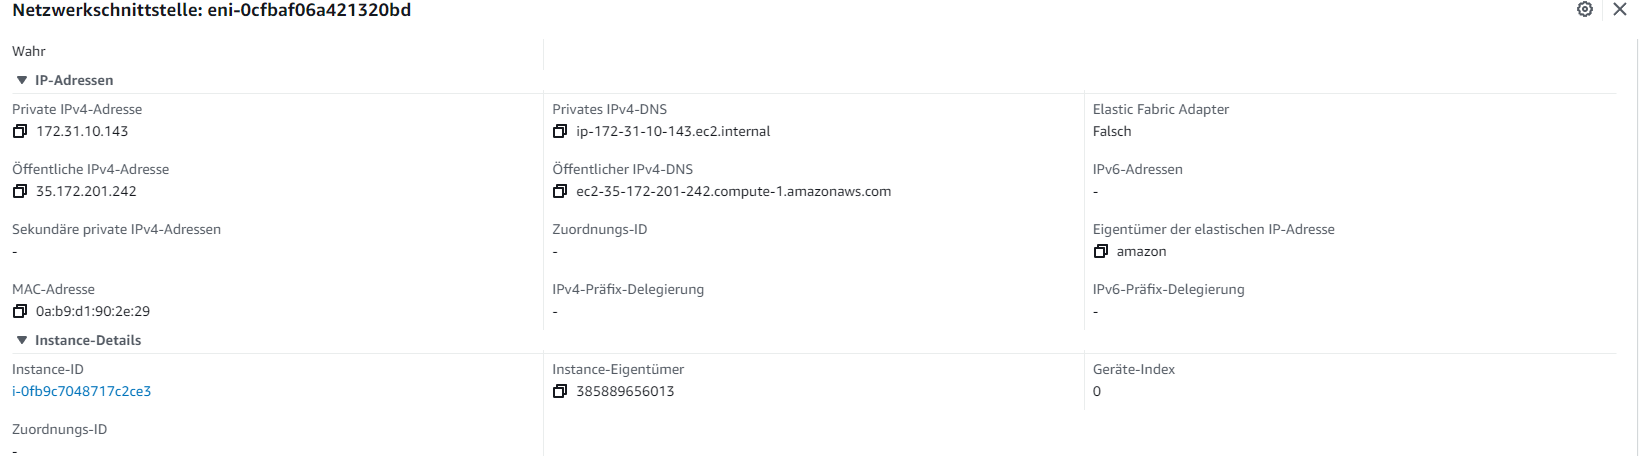 Netzwerkschnittstelle: eni-0cfbaf06a421320bd
Wahr
IP-Adressen
Private IPv4-Adresse
172.31.10.143
Privates IPv4-DNS
ip-172-31-10-143.ec2.internal
Elastic Fabric Adapter
Falsch
Öffentliche IPv4-Adresse
35.172.201.242
Öffentlicher IPv4-DNS
ec2-35-172-201-242.compute-1.amazonaws.com
IPv6-Adressen
-
Sekundäre private IPv4-Adressen
-
Zuordnungs-ID
-
Eigentümer der elastischen IP-Adresse
amazon
MAC-Adresse
0a:b9:d1:90:2e:29
IPv4-Präfix-Delegierung
-
IPv6-Präfix-Delegierung
-
Instance-Details
Instance-ID
i-0fb9c7048717c2ce3
Instance-Eigentümer
385889656013
Geräte-Index
0
Zuordnungs-ID
-